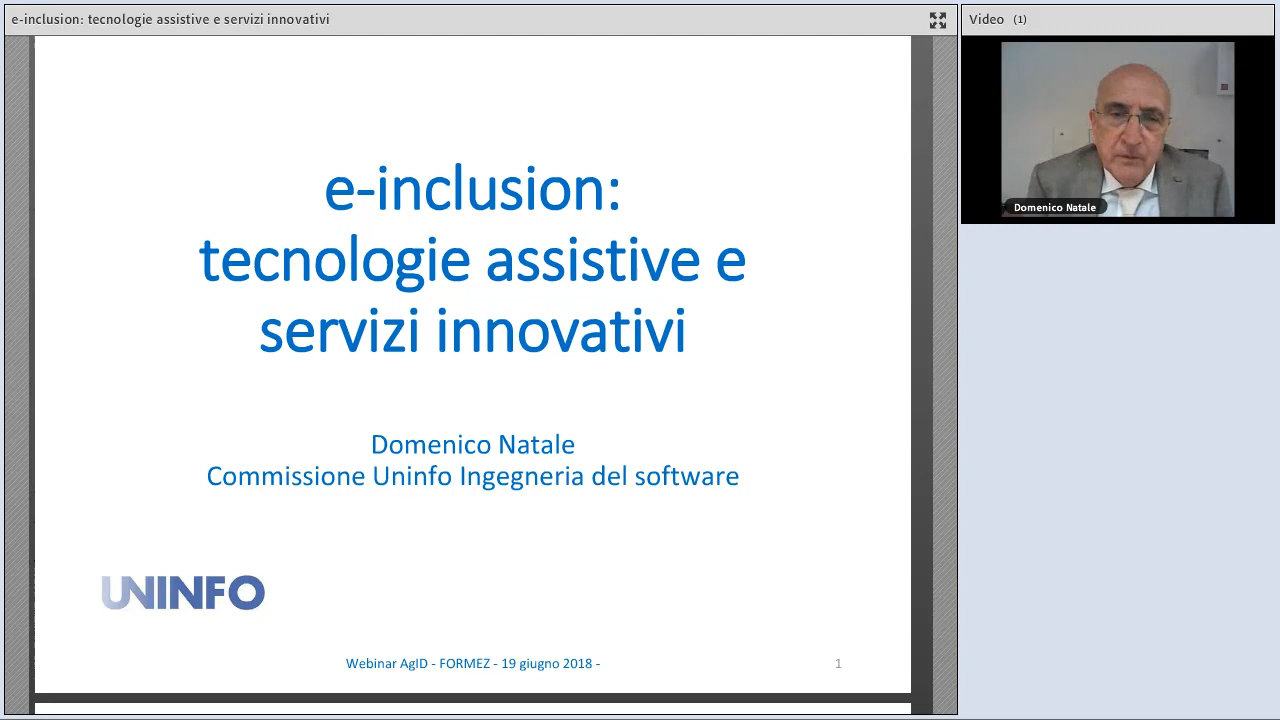 e-inclusion: tecnologie assistive e servizi innovativi
Video (1)
Domenico Natale
e-inclusion:
tecnologie assistive e
servizi innovativi
Domenico Natale
Commissione Uninfo Ingegneria del software
UNINFO
Webinar AgID - FORMEZ - 19 giugno 2018 -
1